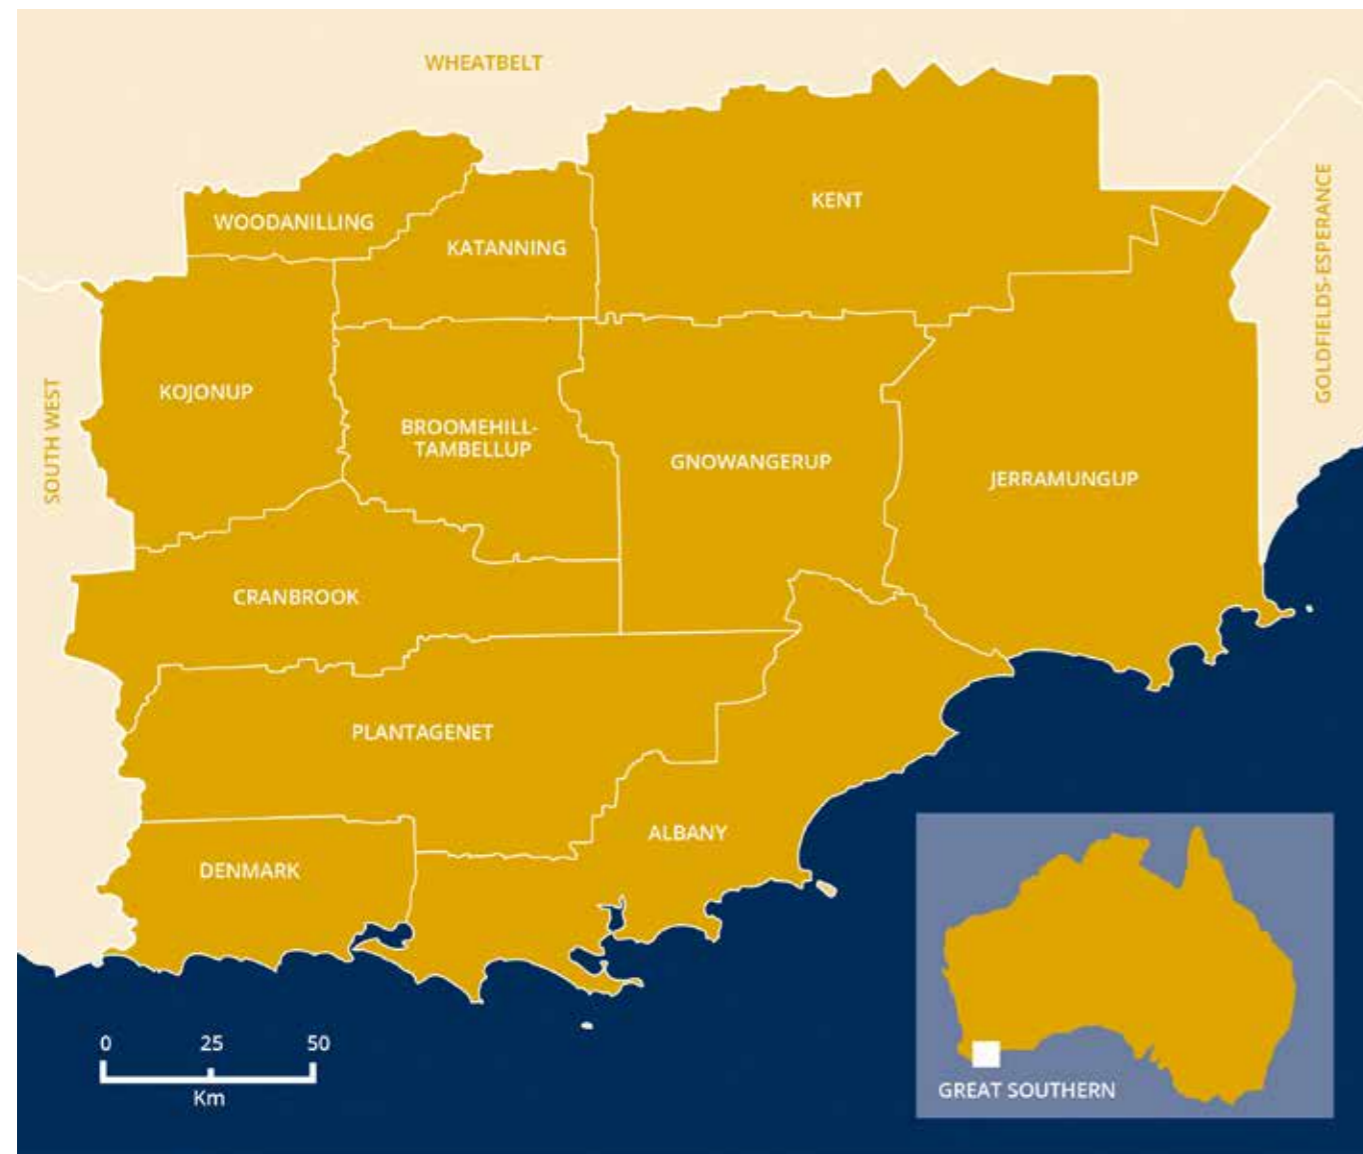 WHEATBELT
KENT
WOODANILLING
KATANNING
GOLDFIELDS-ESPERANCE
KOJONUP
SOUTH WEST
BROOMEHILL-
TAMBELLUP
GNOWANGERUP
JERRAMUNGUP
CRANBROOK
PLANTAGENET
ALBANY
DENMARK
0 25 50
Km
GREAT SOUTHERN